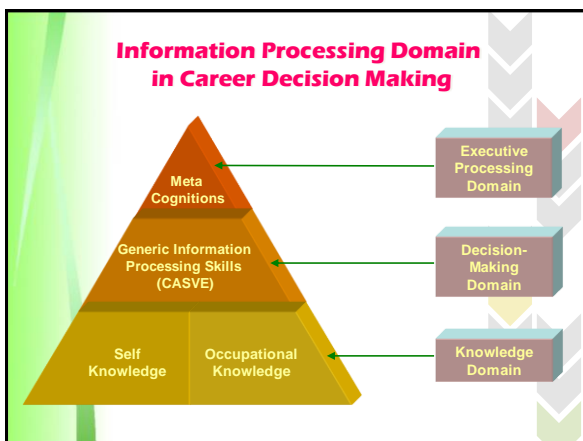 Information Processing Domain
in Career Decision Making
Meta
Cognitions
Executive
Processing
Domain
Generic Information
Processing Skills
(CASVE)
Decision-
Making
Domain
Self
Knowledge
Occupational
Knowledge
Knowledge
Domain